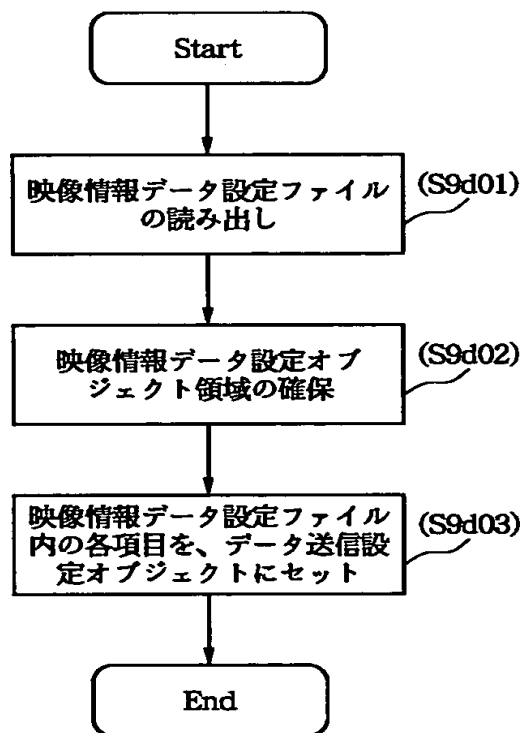 Start
映像情報データ設定ファイル
の読み出し
(S9d01)
映像情報データ設定オブ
ジェクト領域の確保
(S9d02)
映像情報データ設定ファイル
内の各項目を、データ送信設
定オブジェクトにセット
(S9d03)
End